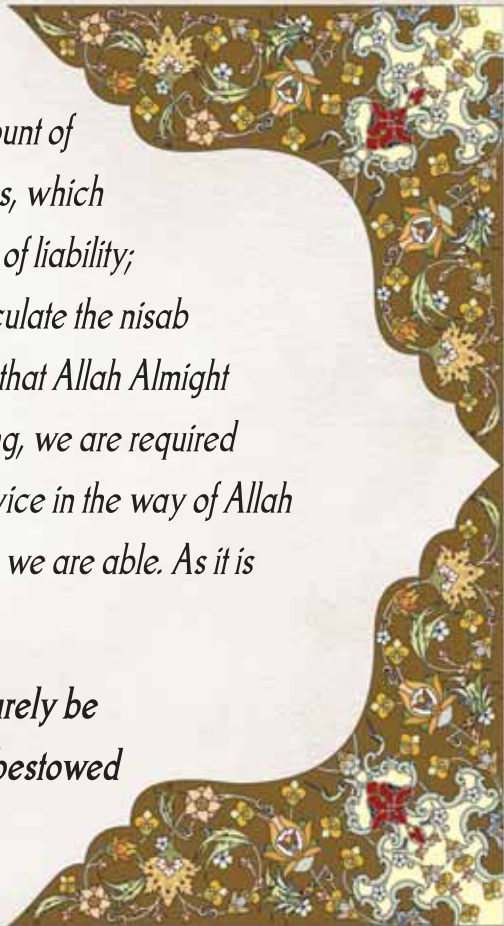 ount of
s, which
of liability;
culate the nisab
that Allah Almight
ng, we are required
vice in the way of Allah
we are able. As it is
urely be
bestowed